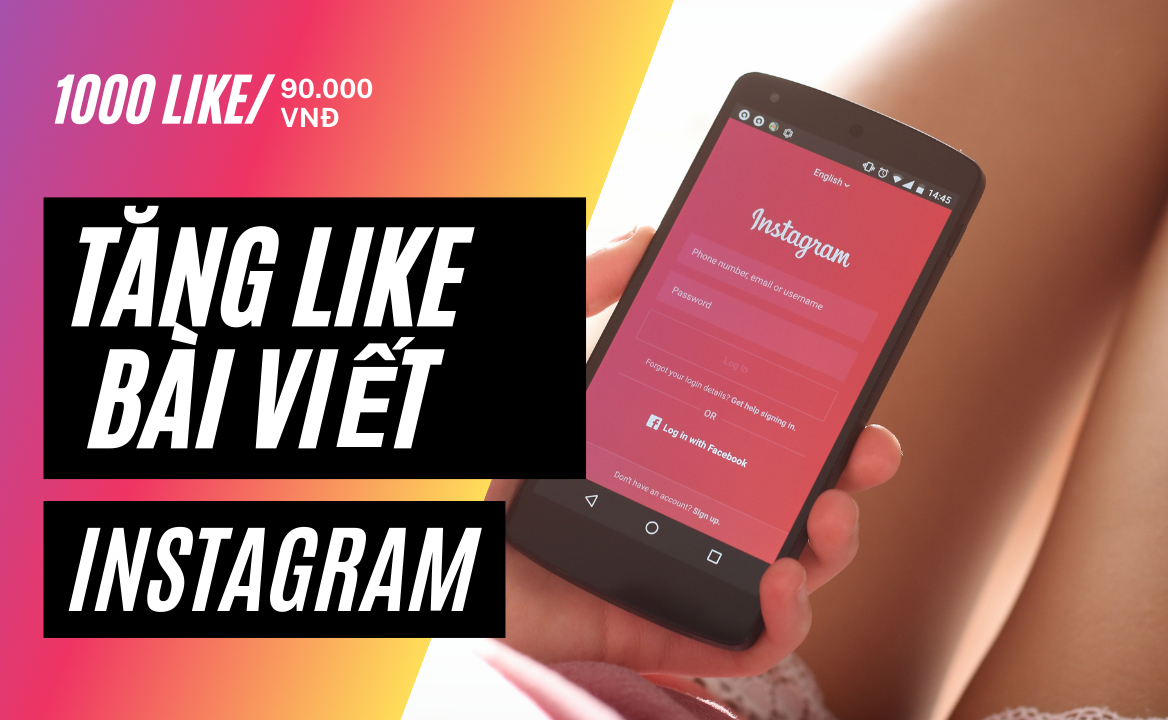 1000 LIKE/ 90.000
VNĐ
TĂNG LIKE
BÀI VIẾT
INSTAGRAM
14:45
English
Instagram
Phone number, email or username
Password
Log in
Forgot your login details? Get help signing in.
OR
Log in with Facebook
Don't have an account? Sign up.